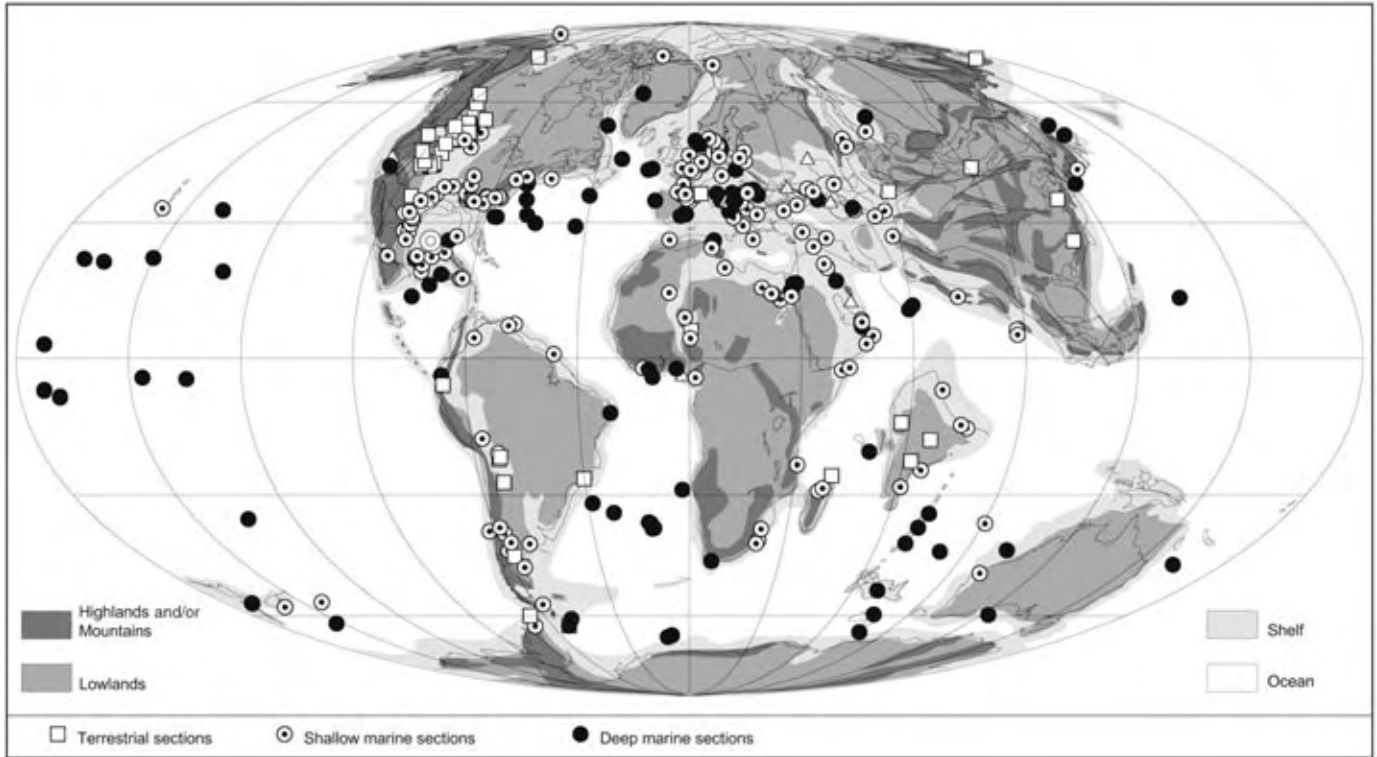 Highlands and/or
Mountains
Lowlands
Shelf
Ocean
Terrestrial sections
Shallow marine sections
Deep marine sections